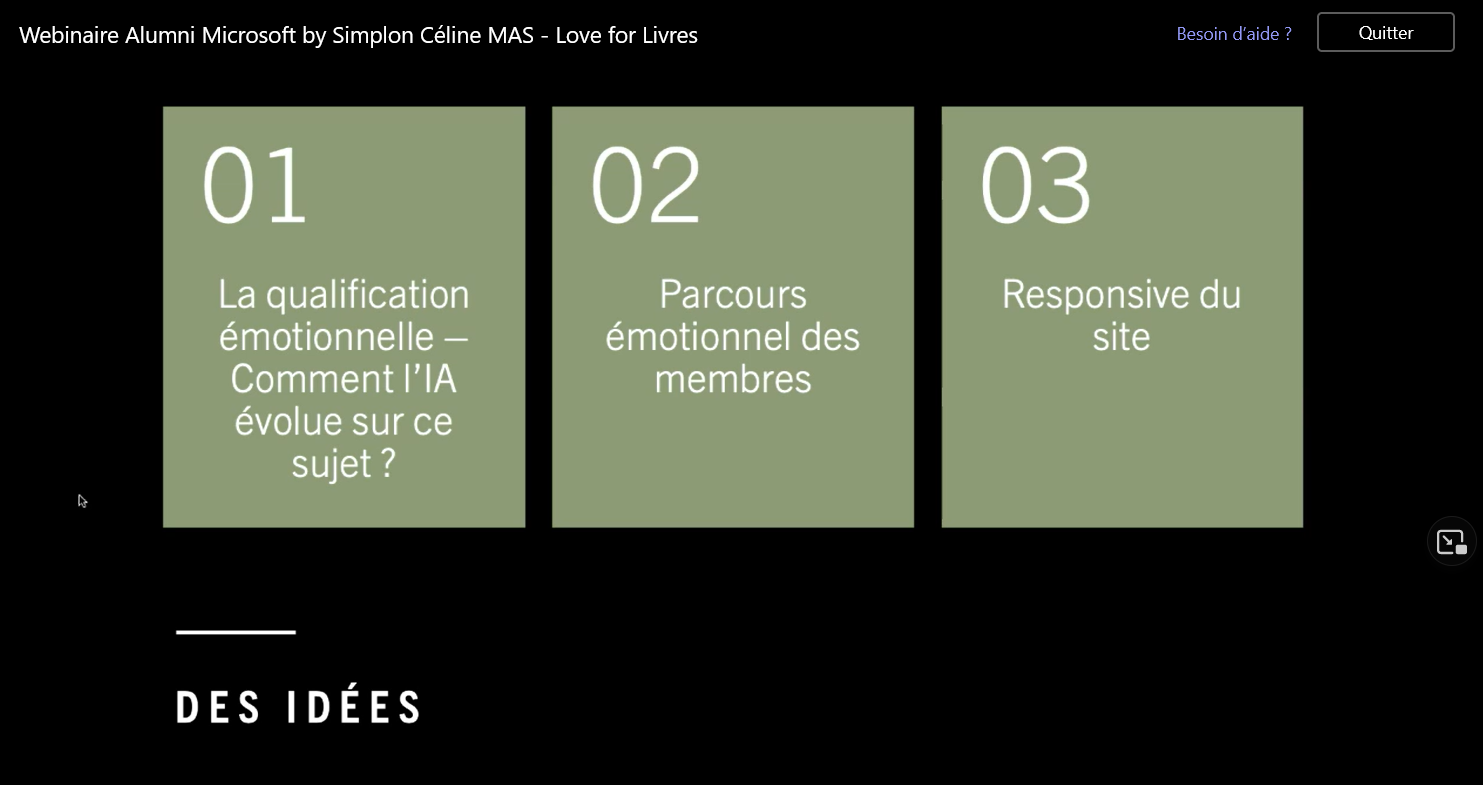 Webinaire Alumni Microsoft by Simplon Céline MAS - Love for Livres
Besoin d’aide ?
Quitter
01
La qualification
émotionnelle –
Comment l’IA
évolue sur ce
sujet ?
02
Parcours
émotionnel des
membres
03
Responsive du
site
DES IDÉES